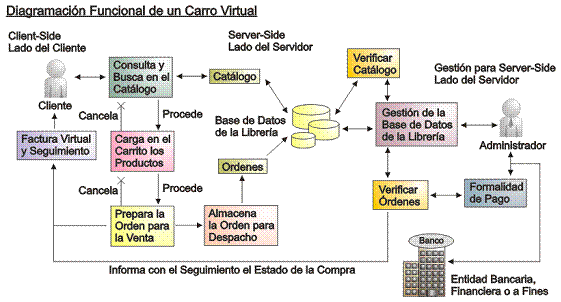 Diagramación Funcional de un Carro Virtual
Client-Side
Lado del Cliente
Server-Side
Lado del Servidor
Gestión para Server-Side
Lado del Servidor
Cliente
Consulta y
Busca en el
Catálogo
Catálogo
Verificar
Catálogo
Cancela
Procede
Base de Datos
de la Librería
Gestión de la
Base de Datos
de la Librería
Administrador
Factura Virtual
y Seguimiento
Carga en el
Carrito los
Productos
Ordenes
Cancela
Procede
Verificar
Órdenes
Formalidad
de Pago
Prepara la
Orden para
la Venta
Almacena
la Orden para
Despacho
Banco
Informa con el Seguimiento el Estado de la Compra
Entidad Bancaria,
Financiera o a Fines